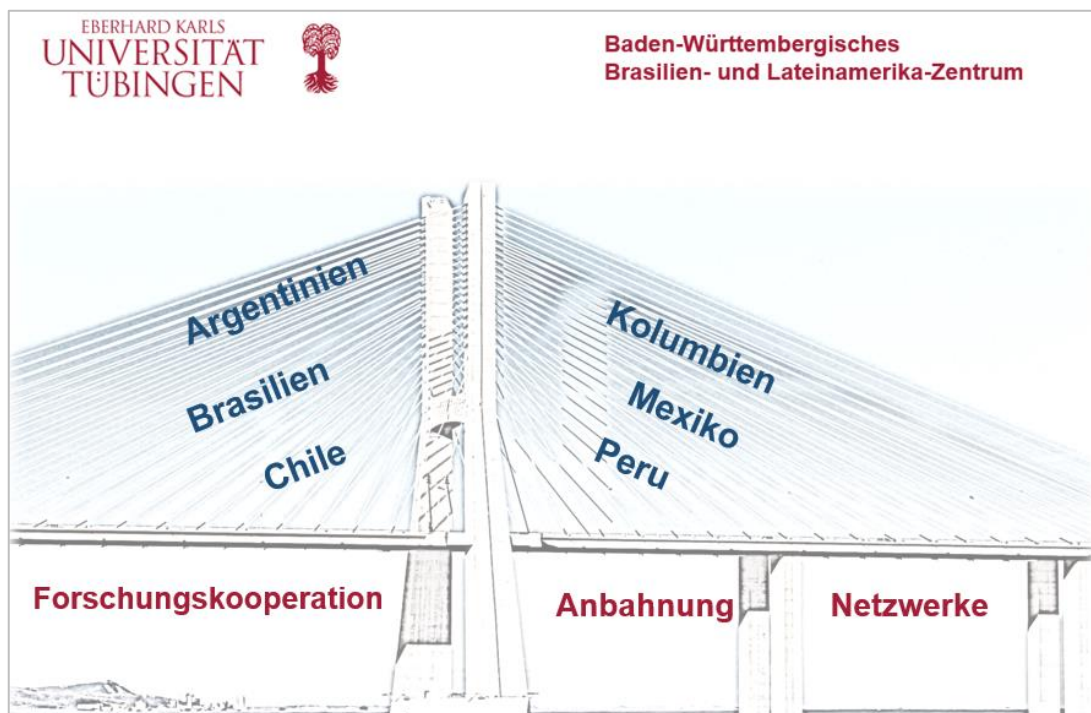 EBERHARD KARLS
UNIVERSITÄT
TÜBINGEN
Baden-Württembergisches
Brasilien- und Lateinamerika-Zentrum
Argentinien
Brasilien
Chile
Kolumbien
Mexiko
Peru
Forschungskooperation
Anbahnung
Netzwerke